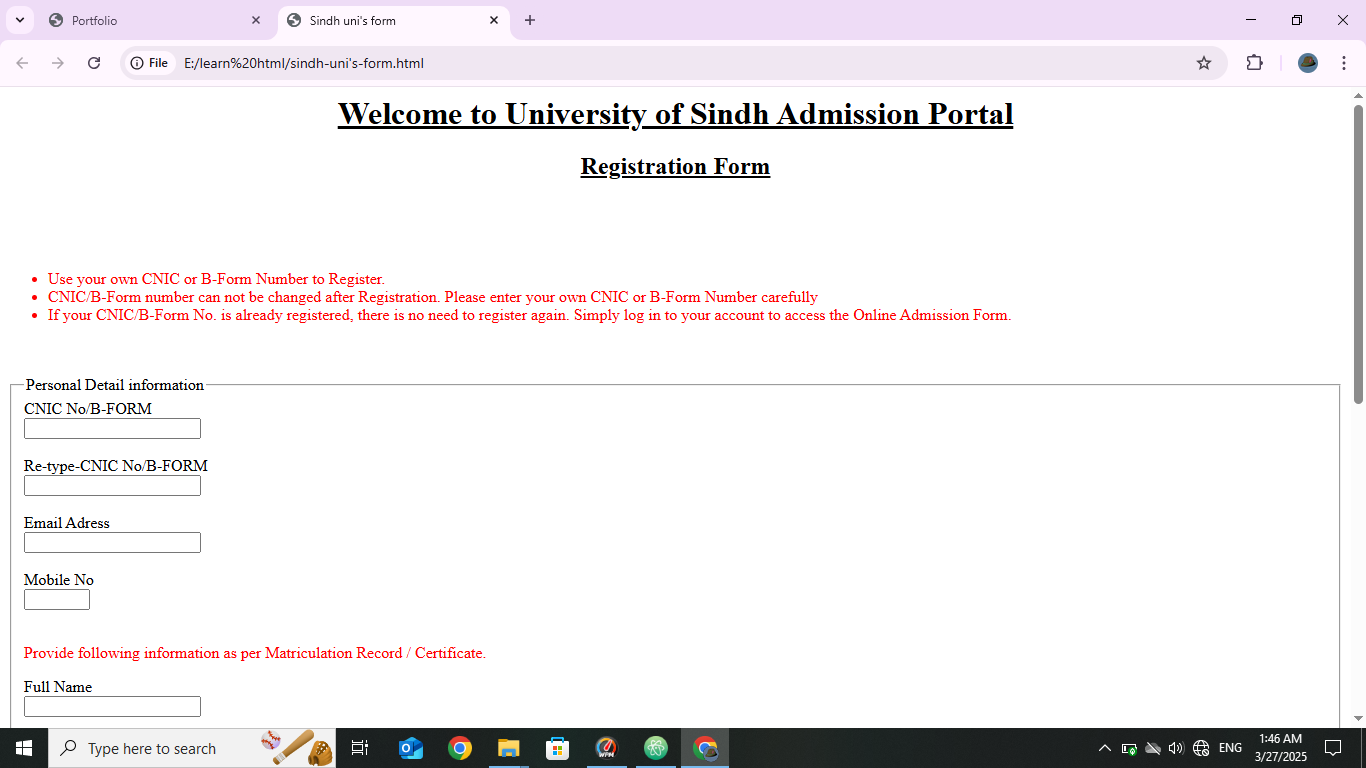 Portfolio
Sindh uni's form
File
E:/learn%20html/sindh-uni's-form.html
Welcome to University of Sindh Admission Portal
Registration Form
Use your own CNIC or B-Form Number to Register.
CNIC/B-Form number can not be changed after Registration. Please enter your own CNIC or B-Form Number carefully
If your CNIC/B-Form No. is already registered, there is no need to register again. Simply log in to your account to access the Online Admission Form.
Personal Detail information
CNIC No/B-FORM
Re-type-CNIC No/B-FORM
Email Adress
Mobile No
Provide following information as per Matriculation Record / Certificate.
Full Name
Type here to search
WPM
ENG
1:46 AM
3/27/2025